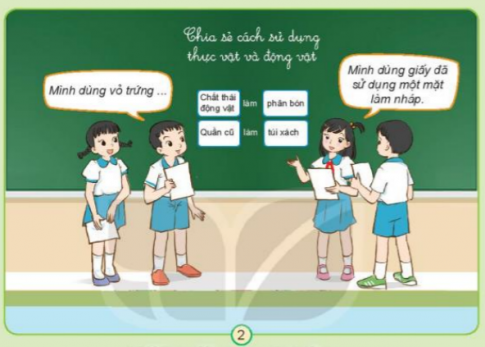 Chia sẻ cách sử dụng
thực vật và động vật
Mình dùng vỏ trứng ...
Mình dùng giấy đã
sử dụng một mặt
làm nháp.
Chất thải
động vật
làm
phân bón
Quần cũ
làm
túi xách
2